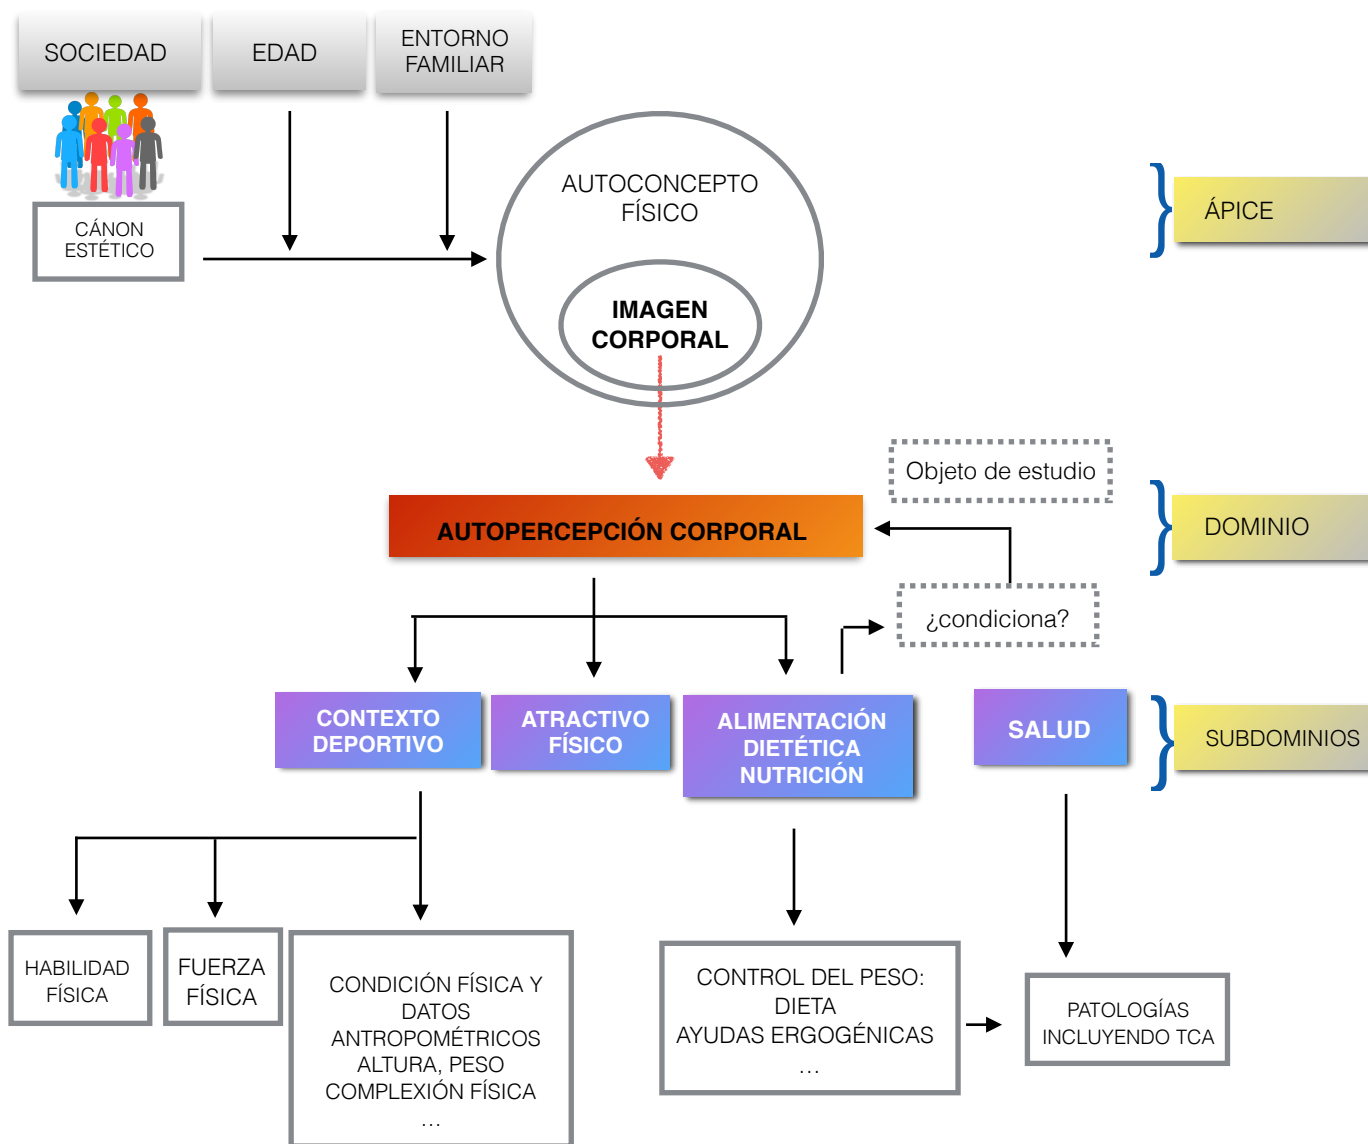 SOCIEDAD
EDAD
ENTORNO
FAMILIAR
CÁNON
ESTÉTICO
AUTOCONCEPTO
FÍSICO
IMAGEN
CORPORAL
ÁPICE
Objeto de estudio
AUTOPERCEPCIÓN CORPORAL
DOMINIO
¿condiciona?
CONTEXTO
DEPORTIVO
ATRACTIVO
FÍSICO
ALIMENTACIÓN
DIETÉTICA
NUTRICIÓN
SALUD
SUBDOMINIOS
HABILIDAD
FÍSICA
FUERZA
FÍSICA
CONDICIÓN FÍSICA Y
DATOS
ANTROPOMÉTRICOS
ALTURA, PESO
COMPLEXIÓN FÍSICA
…
CONTROL DEL PESO:
DIETA
AYUDAS ERGOGÉNICAS
…
PATOLOGÍAS
INCLUYENDO TCA